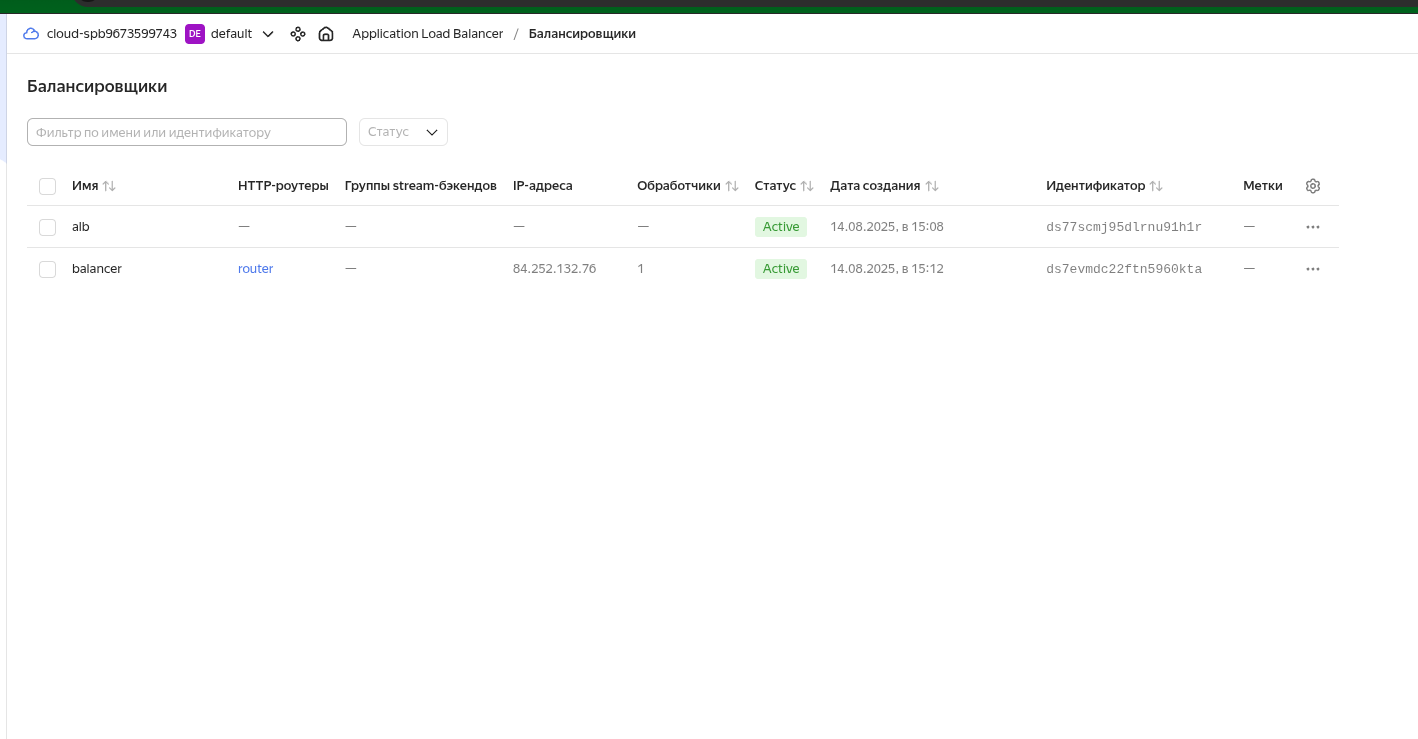 cloud-spb9673599743 DE default Application Load Balancer / Балансировщики
Балансировщики
Фильтр по имени или идентификатору Статус
Имя HTTP-роутеры Группы stream-бэкендов IP-адреса Обработчики Статус Дата создания Идентификатор Метки
alb — — — — Active 14.08.2025, в 15:08 ds77scmj95dlrnu91h1r —
balancer router — 84.252.132.76 1 Active 14.08.2025, в 15:12 ds7evmdc22ftn5960kta —